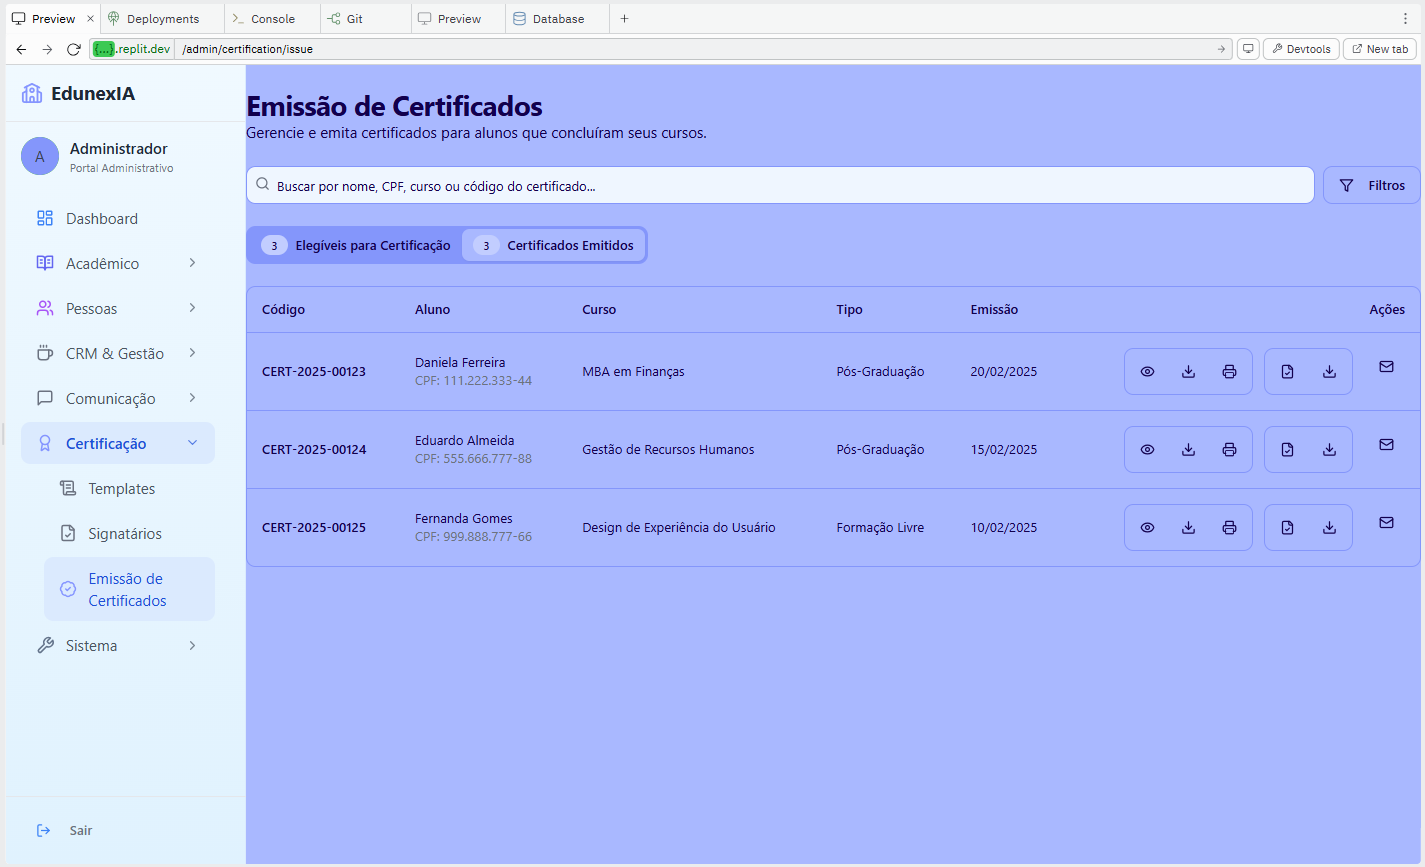 Preview × Deployments Console Git Preview Database +
{...}.replit.dev /admin/certification/issue Devtools New tab
EdunexIA
A
Administrador
Portal Administrativo
Dashboard
Acadêmico
Pessoas
CRM & Gestão
Comunicação
Certificação
Templates
Signatários
Emissão de
Certificados
Sistema
Sair
Emissão de Certificados
Gerencie e emita certificados para alunos que concluíram seus cursos.
Buscar por nome, CPF, curso ou código do certificado...
Filtros
3 Elegíveis para Certificação 3 Certificados Emitidos
Código Aluno Curso Tipo Emissão Ações
CERT-2025-00123 Daniela Ferreira MBA em Finanças Pós-Graduação 20/02/2025
CPF: 111.222.333-44
CERT-2025-00124 Eduardo Almeida Gestão de Recursos Humanos Pós-Graduação 15/02/2025
CPF: 555.666.777-88
CERT-2025-00125 Fernanda Gomes Design de Experiência do Usuário Formação Livre 10/02/2025
CPF: 999.888.777-66